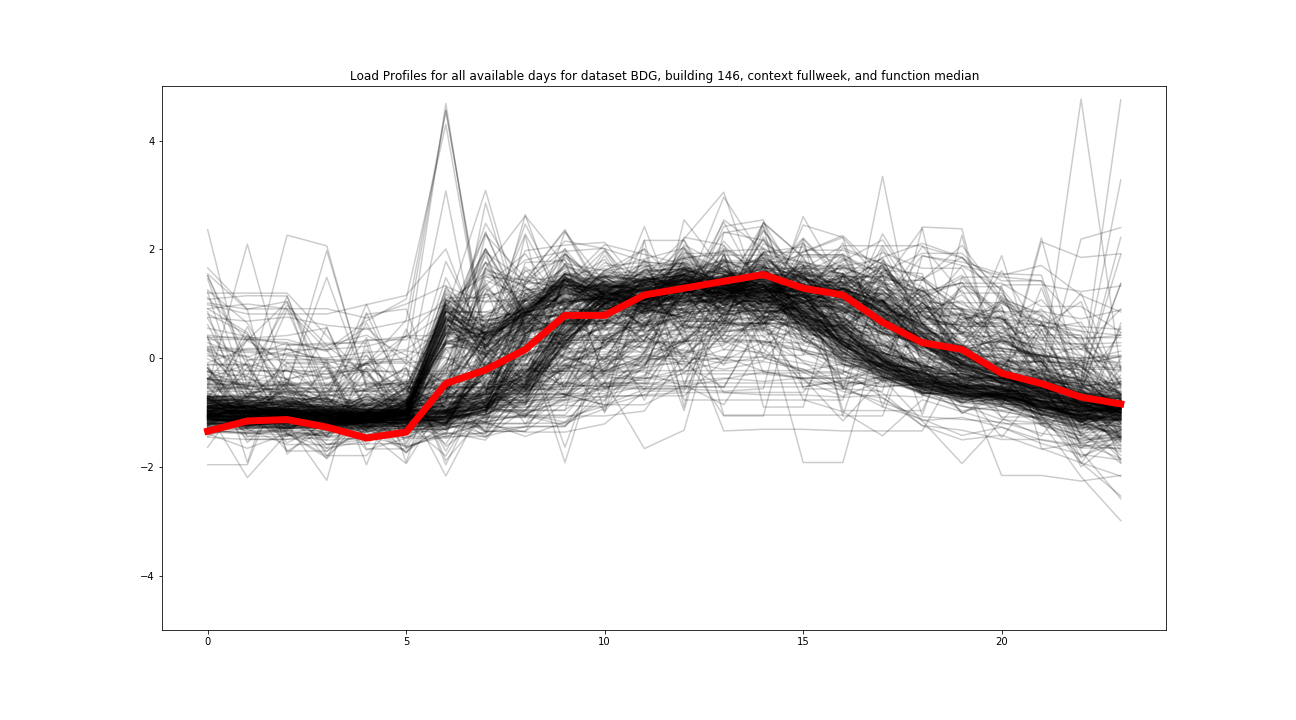 Load Profiles for all available days for dataset BDG, building 146, context fullweek, and function median
4
2
0
−2
−4
0 5 10 15 20